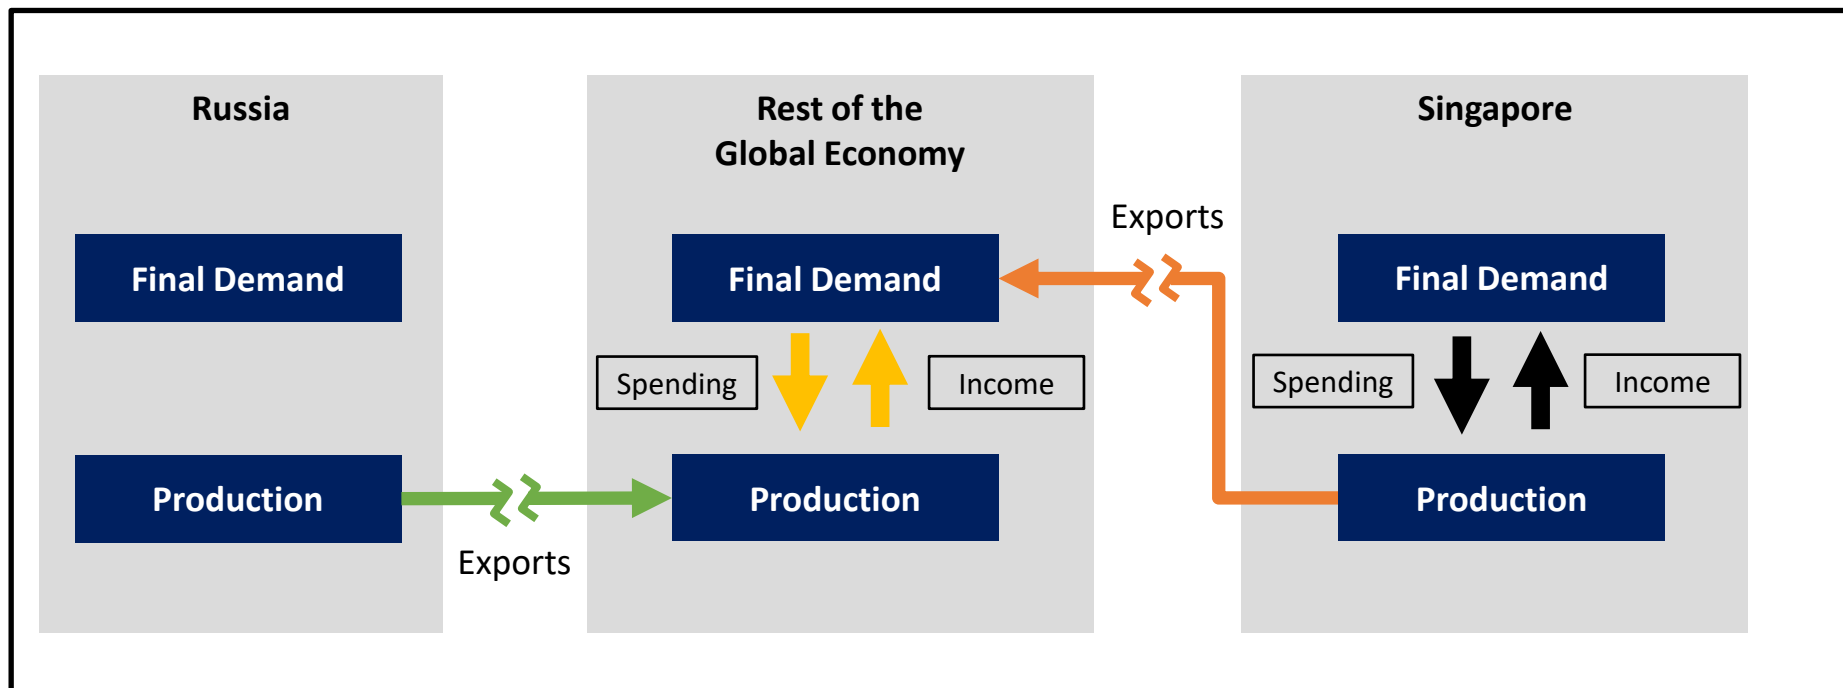 Russia
Final Demand
Production
Exports
Rest of the
Global Economy
Final Demand
Spending
Income
Production
Exports
Singapore
Final Demand
Spending
Income
Production